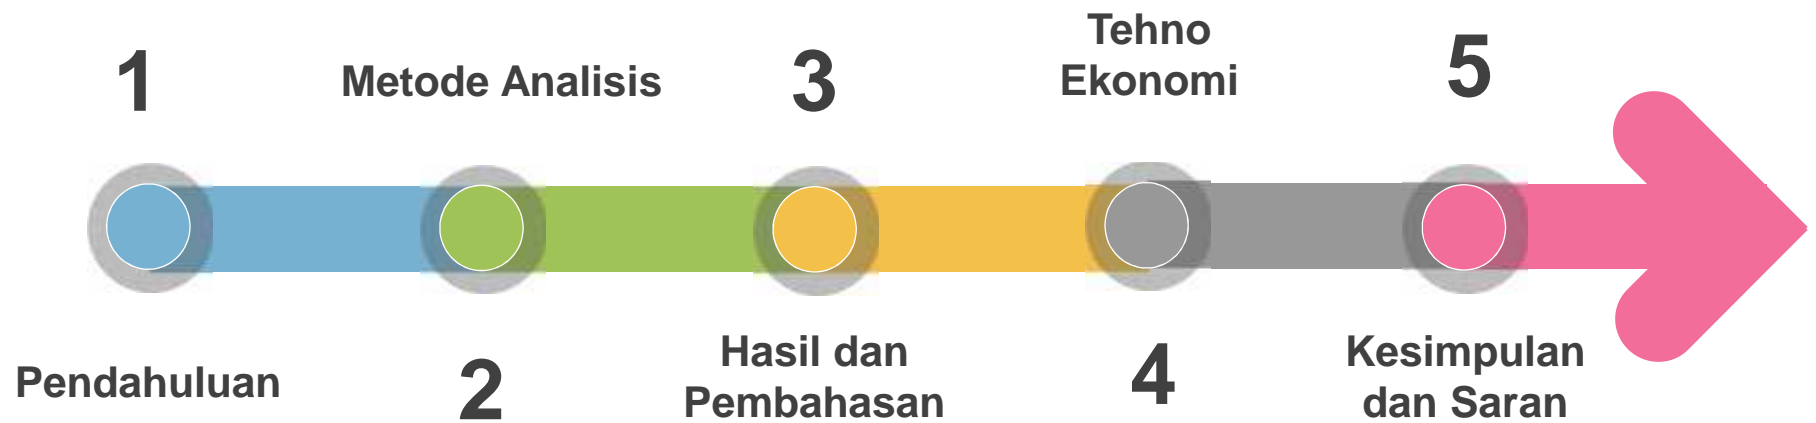 1
Pendahuluan
Metode Analisis
2
3
Hasil dan
Pembahasan
Tehno
Ekonomi
4
5
Kesimpulan
dan Saran